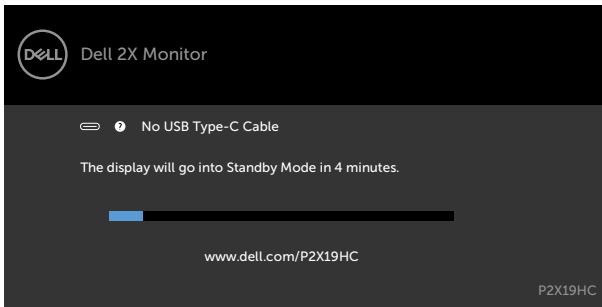 DELL Dell 2X Monitor
? No USB Type-C Cable
The display will go into Standby Mode in 4 minutes.
www.dell.com/P2X19HC
P2X19HC